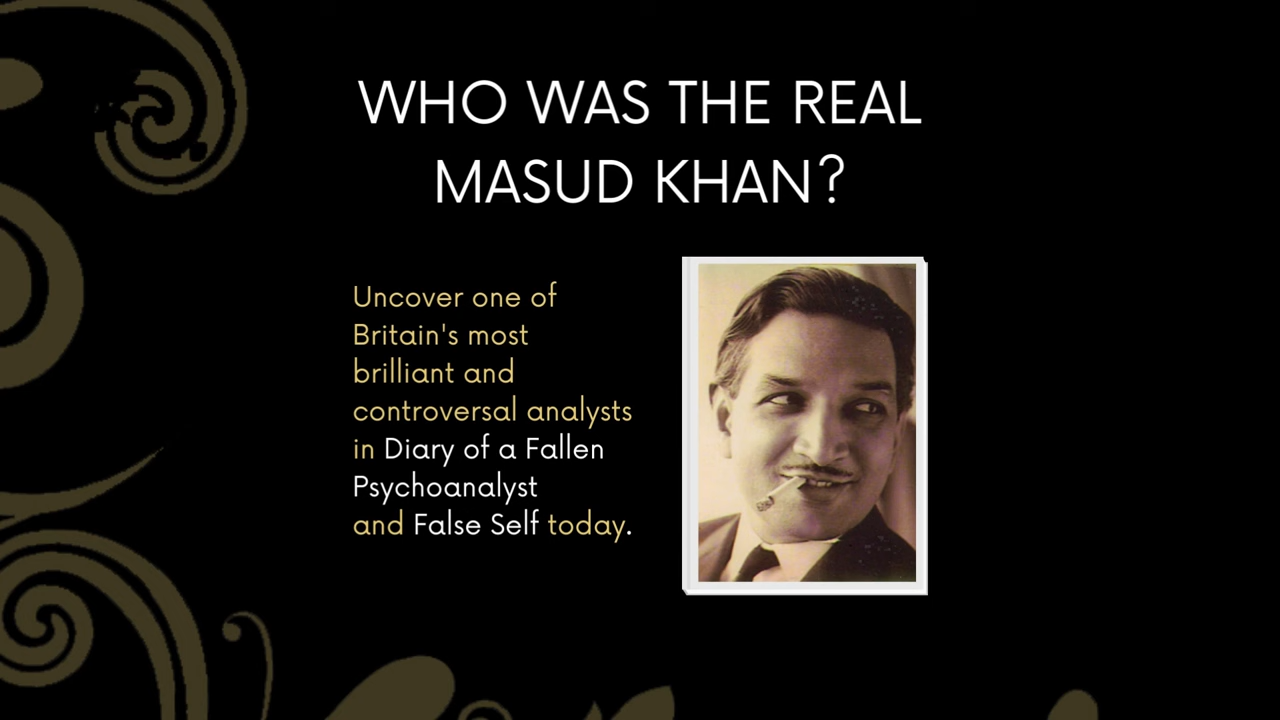 WHO WAS THE REAL
MASUD KHAN?
Uncover one of
Britain's most
brilliant and
controversal analysts
in Diary of a Fallen
Psychoanalyst
and False Self today.